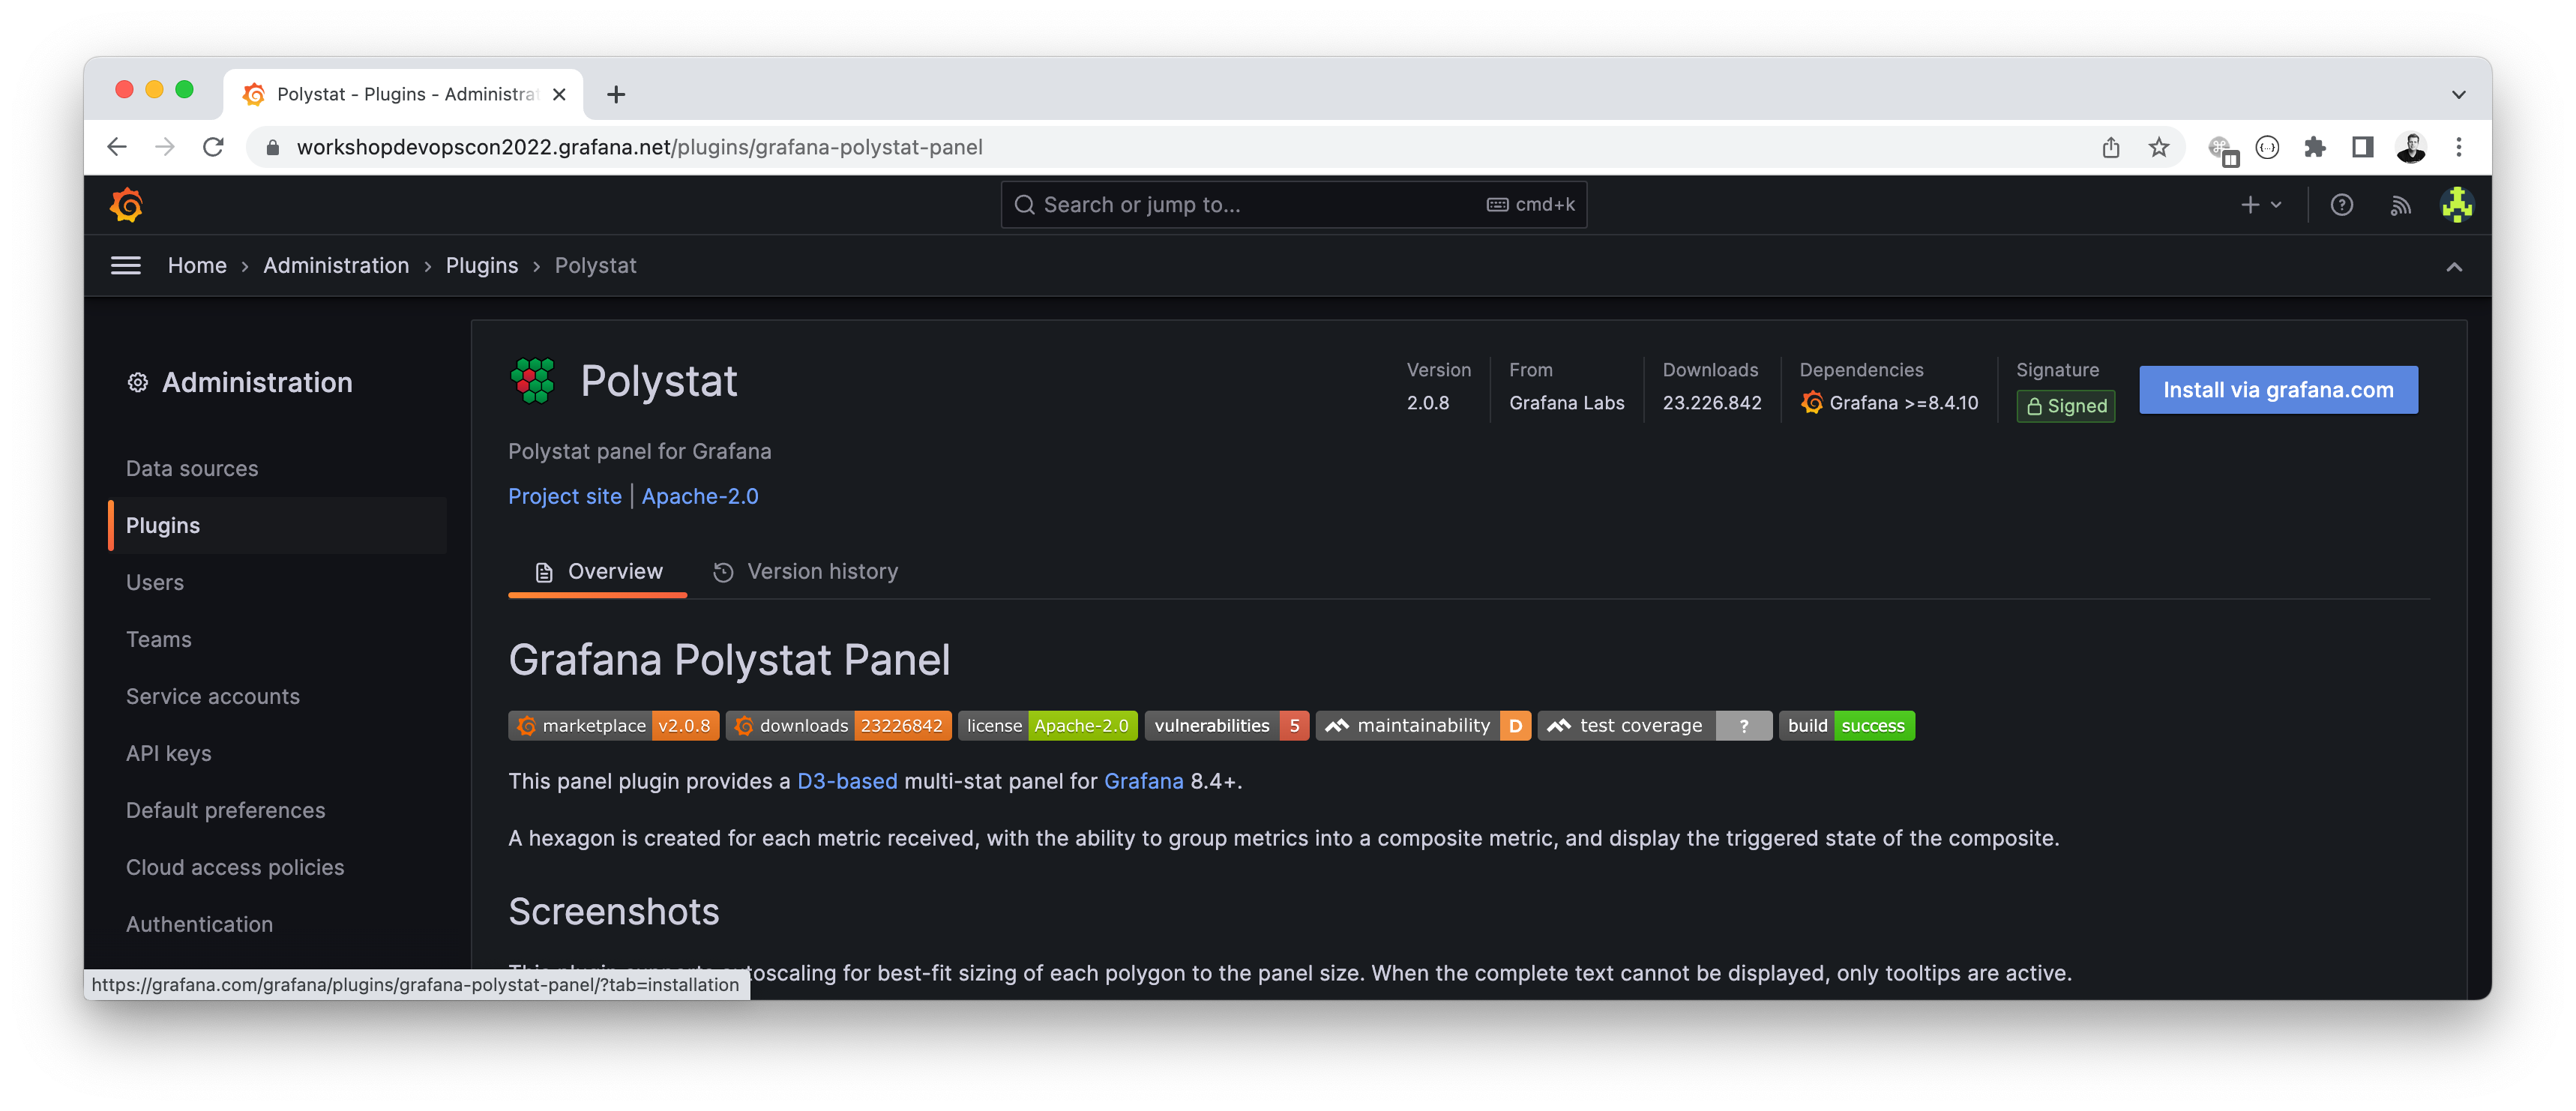 Polystat - Plugins - Administra
workshopdevopscon2022.grafana.net/plugins/grafana-polystat-panel
Search or jump to...
cmd+k
Home › Administration › Plugins › Polystat
Administration
Data sources
Plugins
Users
Teams
Service accounts
API keys
Default preferences
Cloud access policies
Authentication
Polystat
Version
2.0.8
From
Grafana Labs
Downloads
23.226.842
Dependencies
Grafana >=8.4.10
Signature
Signed
Install via grafana.com
Polystat panel for Grafana
Project site | Apache-2.0
Overview
Version history
Grafana Polystat Panel
marketplace v2.0.8 downloads 23226842 license Apache-2.0 vulnerabilities 5 maintainability D test coverage ? build success
This panel plugin provides a D3-based multi-stat panel for Grafana 8.4+.
A hexagon is created for each metric received, with the ability to group metrics into a composite metric, and display the triggered state of the composite.
Screenshots
toscaling for best-fit sizing of each polygon to the panel size. When the complete text cannot be displayed, only tooltips are active.
https://grafana.com/grafana/plugins/grafana-polystat-panel/?tab=installation